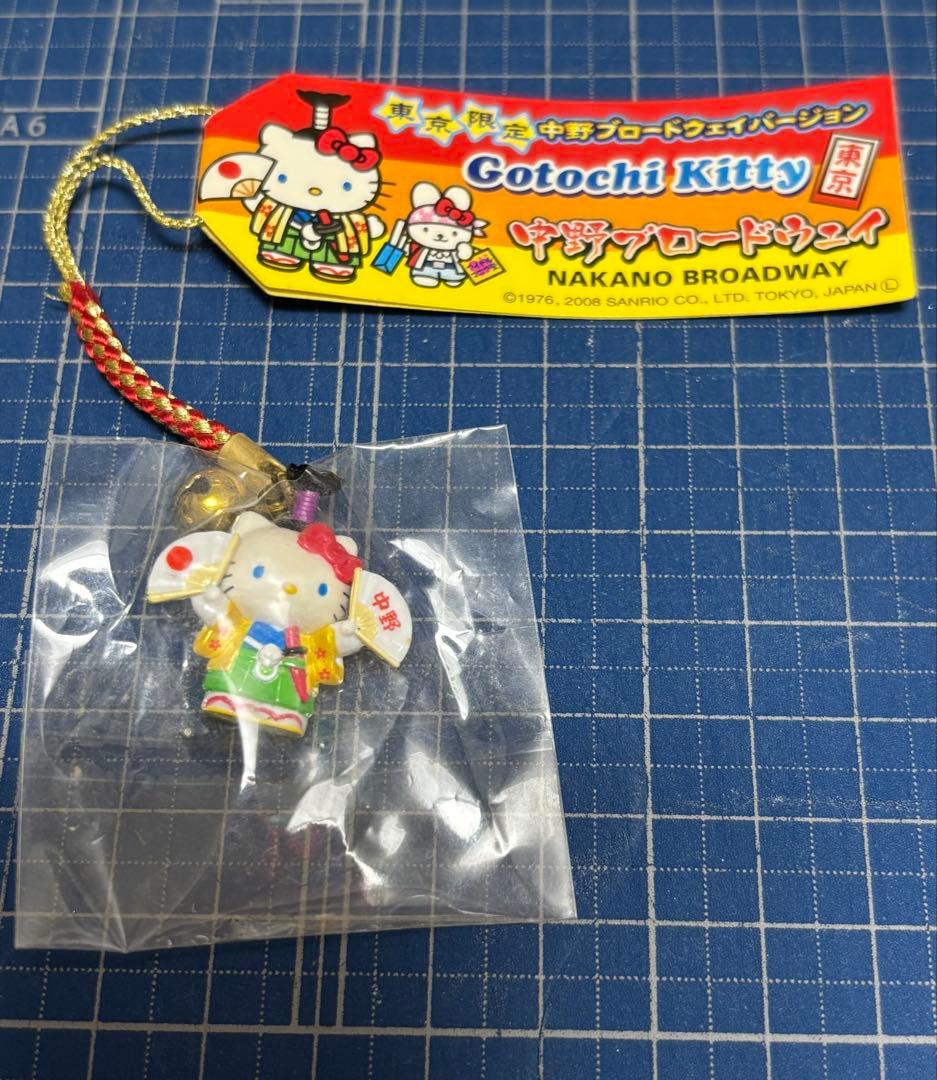 A6
東京限定 中野ブロードウェイバージョン
Gotochi Kitty
東京
中野ブロードウェイ
NAKANO BROADWAY
©1976, 2008 SANRIO CO., LTD. TOKYO, JAPAN Ⓛ
中野